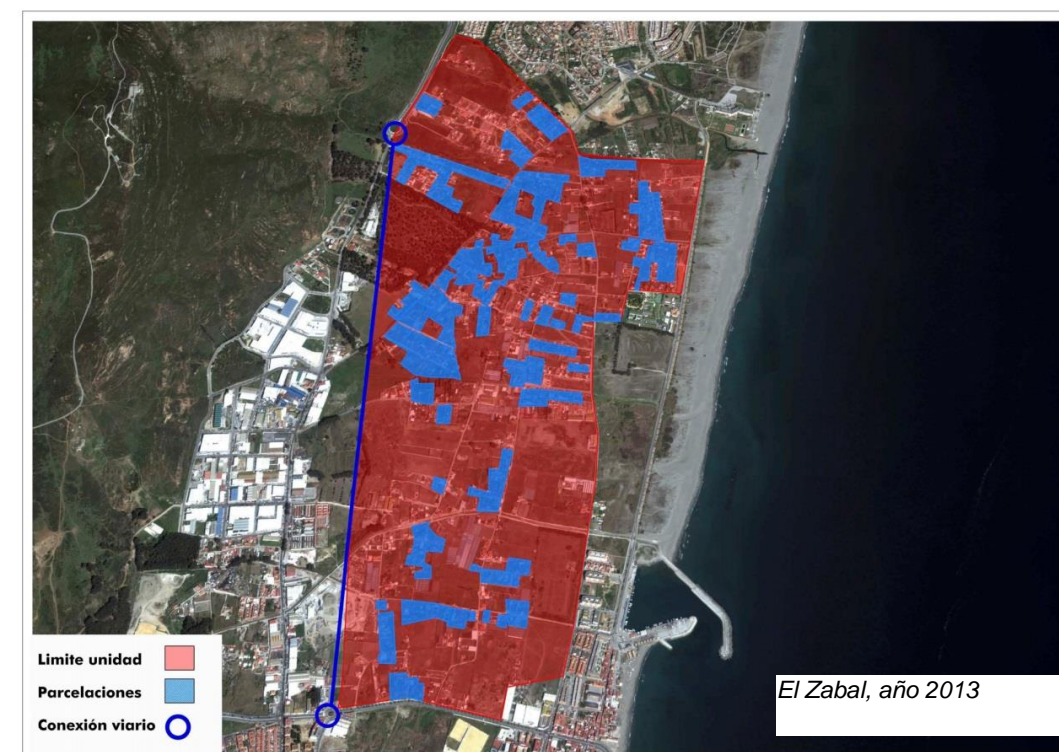 Limite unidad
Parcelaciones
Conexión viario
El Zabal, año 2013